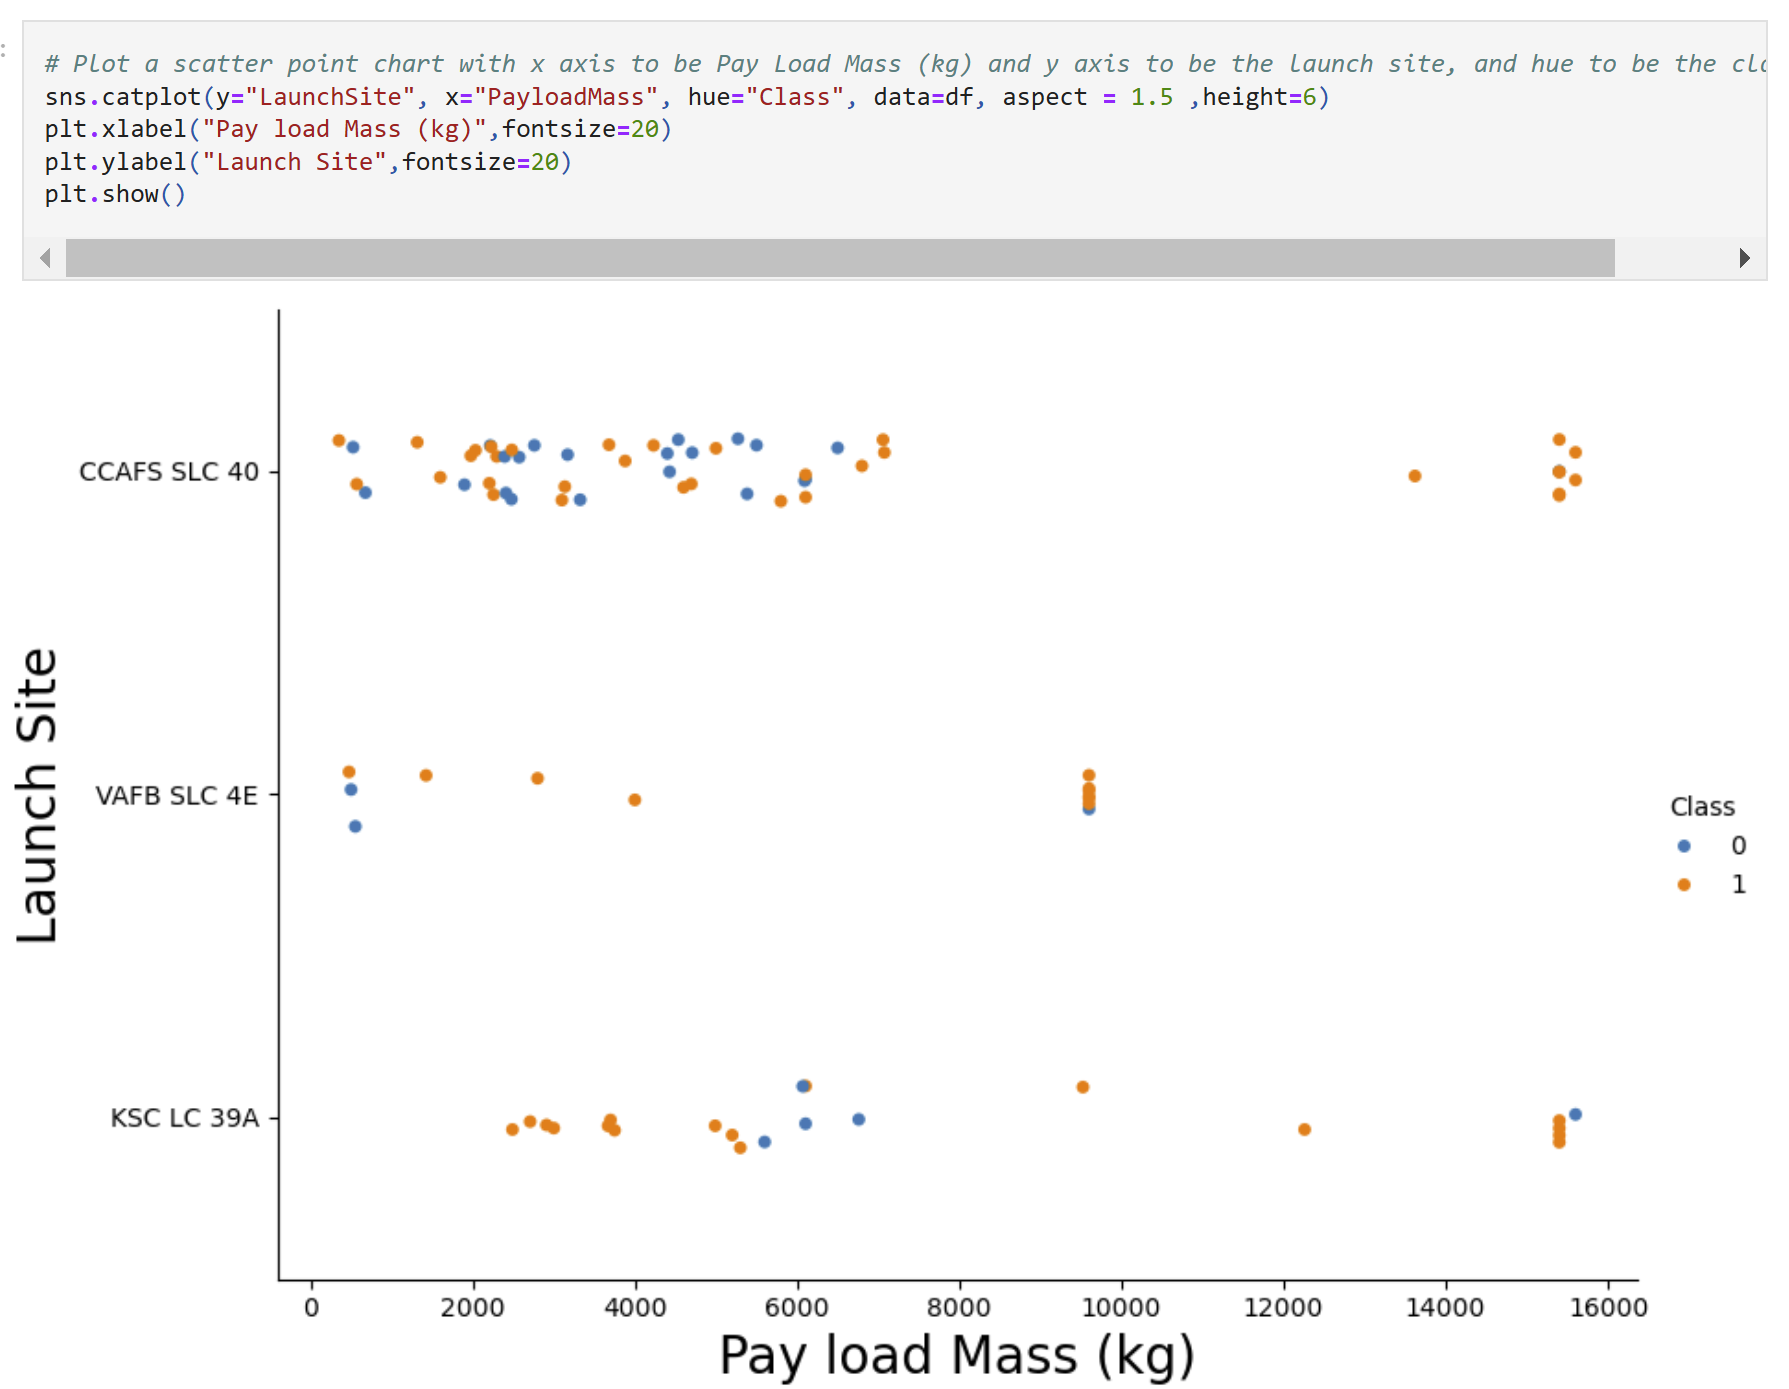 :
# Plot a scatter point chart with x axis to be Pay Load Mass (kg) and y axis to be the launch site, and hue to be the cla
sns.catplot(y="LaunchSite", x="PayloadMass", hue="Class", data=df, aspect = 1.5 ,height=6)
plt.xlabel("Pay load Mass (kg)",fontsize=20)
plt.ylabel("Launch Site",fontsize=20)
plt.show()
CCAFS SLC 40
VAFB SLC 4E
KSC LC 39A
Launch Site
Class
0
1
0 2000 4000 6000 8000 10000 12000 14000 16000
Pay load Mass (kg)